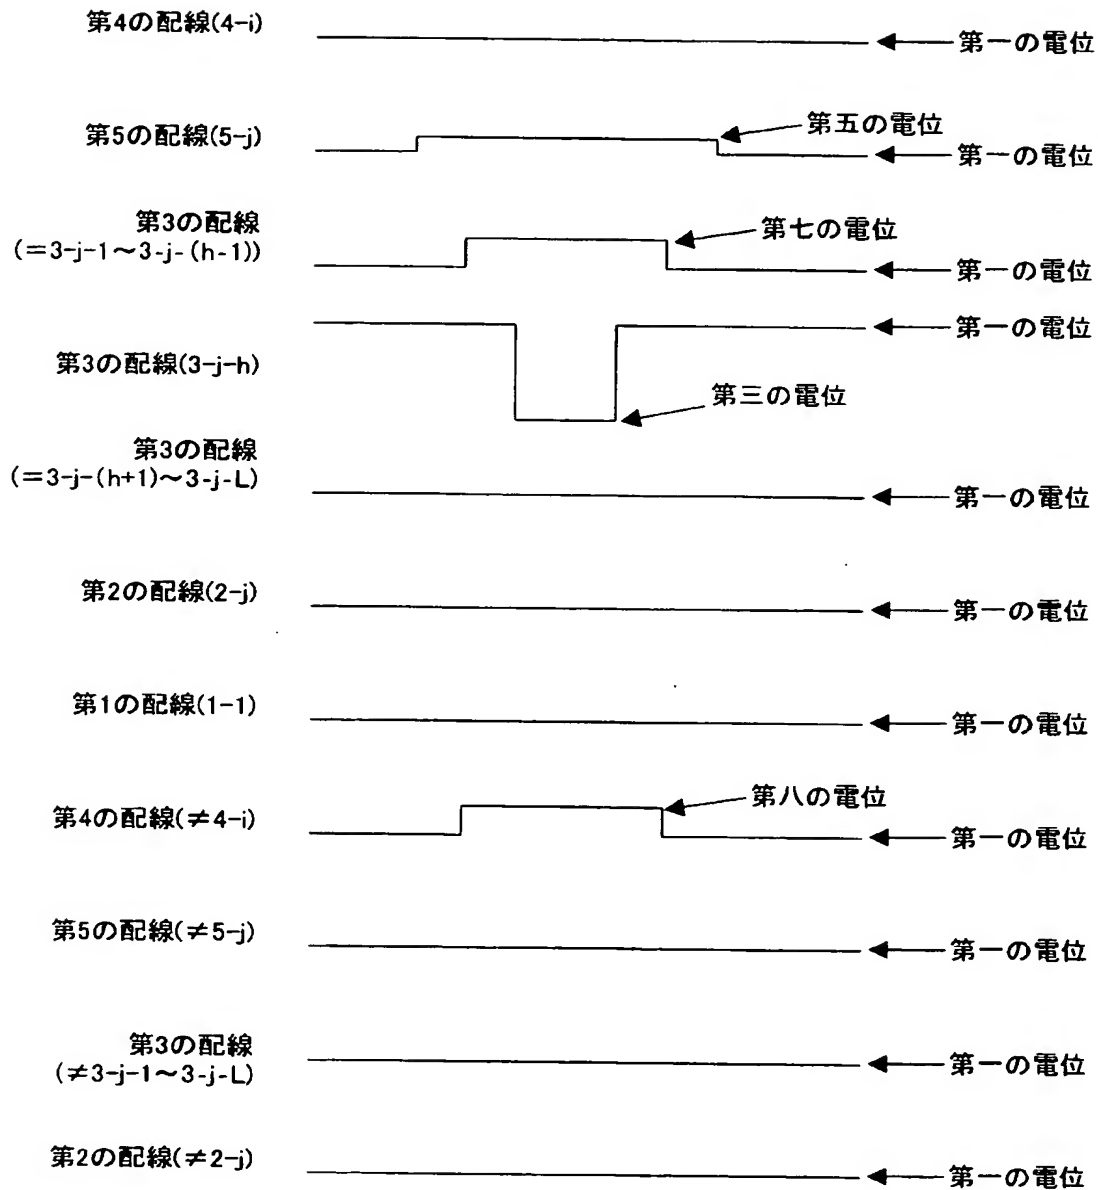 第4の配線(4-i)
第一の電位
第5の配線(5-j)
第五の電位
第一の電位
第3の配線
(=3-j-1~3-j-(h-1))
第七の電位
第一の電位
第3の配線(3-j-h)
第一の電位
第三の電位
第3の配線
(=3-j-(h+1)~3-j-L)
第一の電位
第2の配線(2-j)
第一の電位
第1の配線(1-1)
第一の電位
第4の配線(≠4-i)
第八の電位
第一の電位
第5の配線(≠5-j)
第一の電位
第3の配線
(≠3-j-1~3-j-L)
第一の電位
第2の配線(≠2-j)
第一の電位